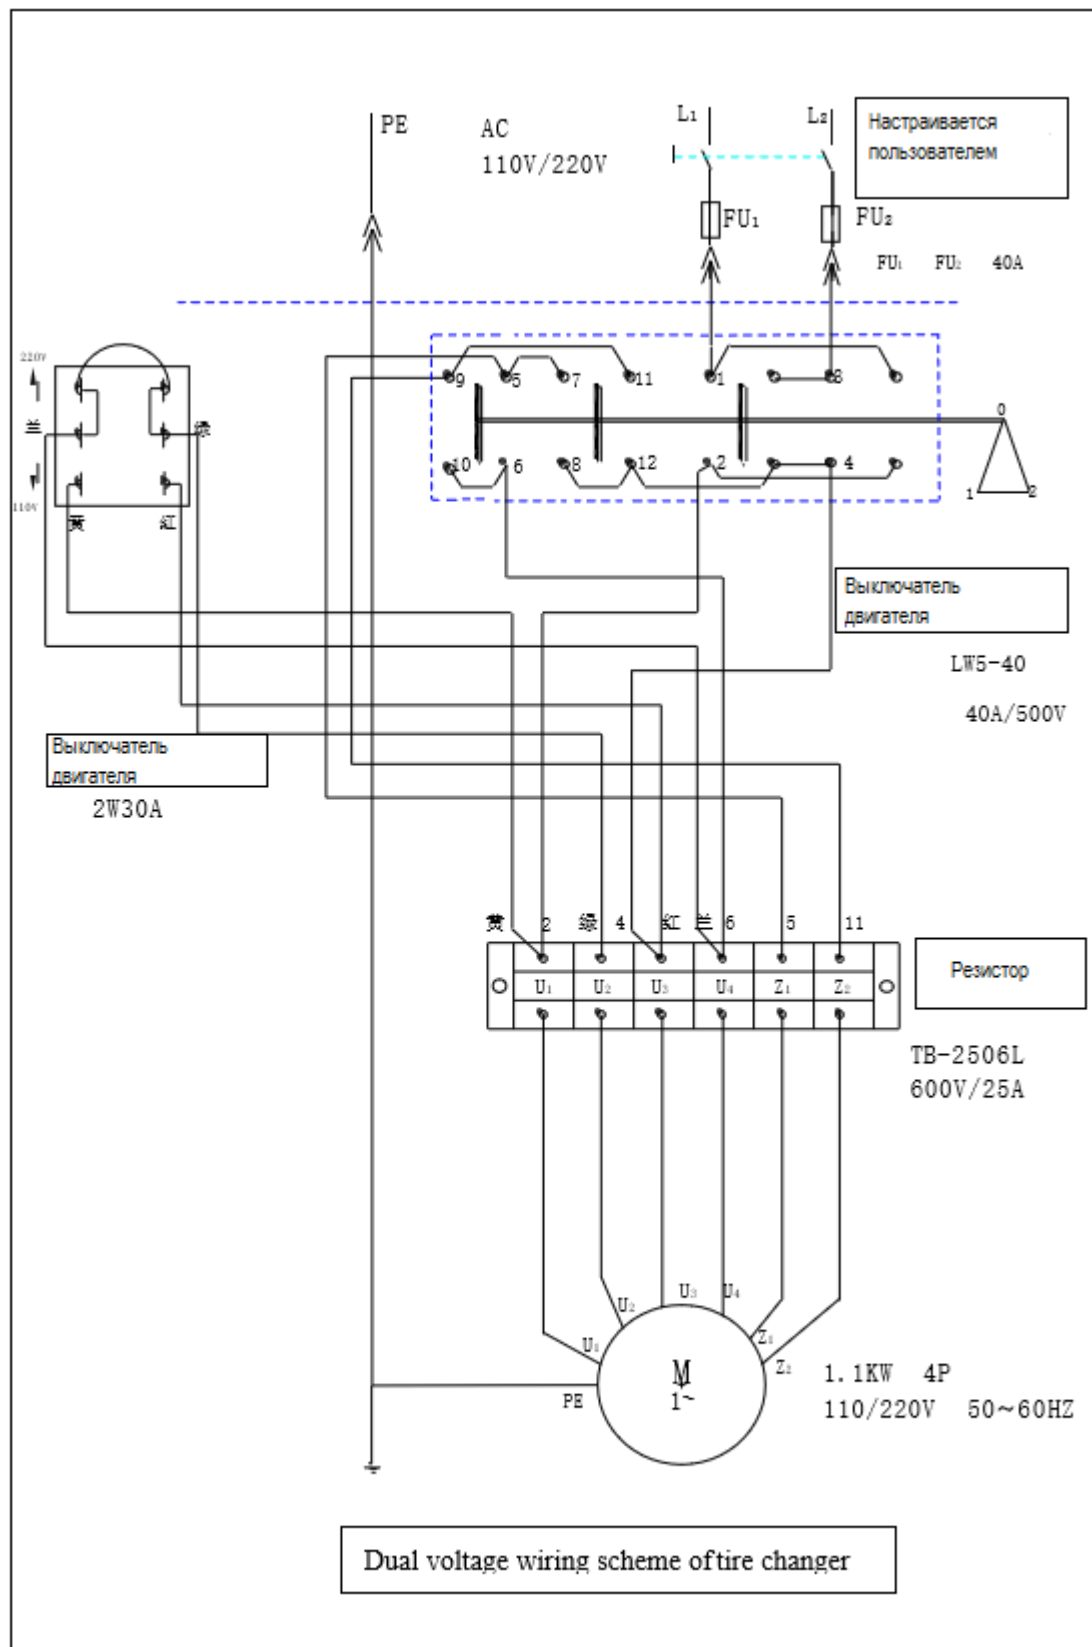 PE
AC
110V/220V
L1
L2
Настраивается
пользователем
FU1
FU2
FU1 FU2 40A
220V
兰
绿
110V
黄
红
9
5
7
11
1
3
10
6
8
12
2
4
0
1
2
Выключатель
двигателя
LW5-40
40A/500V
Выключатель
двигателя
2W30A
黄 2 绿 4 红 兰 6 5 11
U1 U2 U3 U4 Z1 Z2
Резистор
TB-2506L
600V/25A
U1
U2
U3
U4
Z1
Z2
PE
M
1~
1.1KW 4P
110/220V 50~60HZ
Dual voltage wiring scheme of tire changer